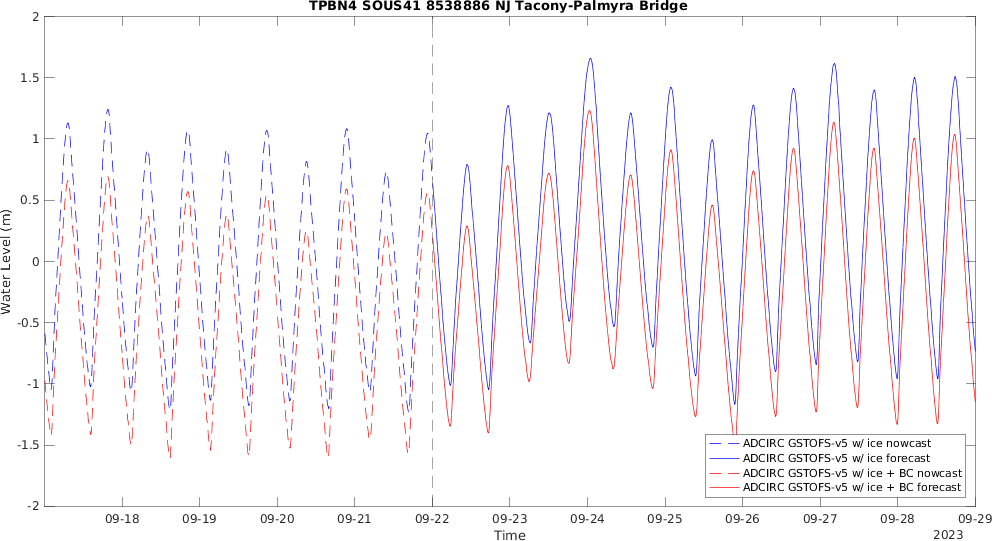 TPBN4 SOUS41 8538886 NJ Tacony-Palmyra Bridge
2
1.5
1
0.5
0
-0.5
-1
-1.5
-2
Water Level (m)
ADCIRC GSTOFS-v5 w/ ice nowcast
ADCIRC GSTOFS-v5 w/ ice forecast
ADCIRC GSTOFS-v5 w/ ice + BC nowcast
ADCIRC GSTOFS-v5 w/ ice + BC forecast
09-18 09-19 09-20 09-21 09-22 09-23 09-24 09-25 09-26 09-27 09-28 09-29
Time
2023